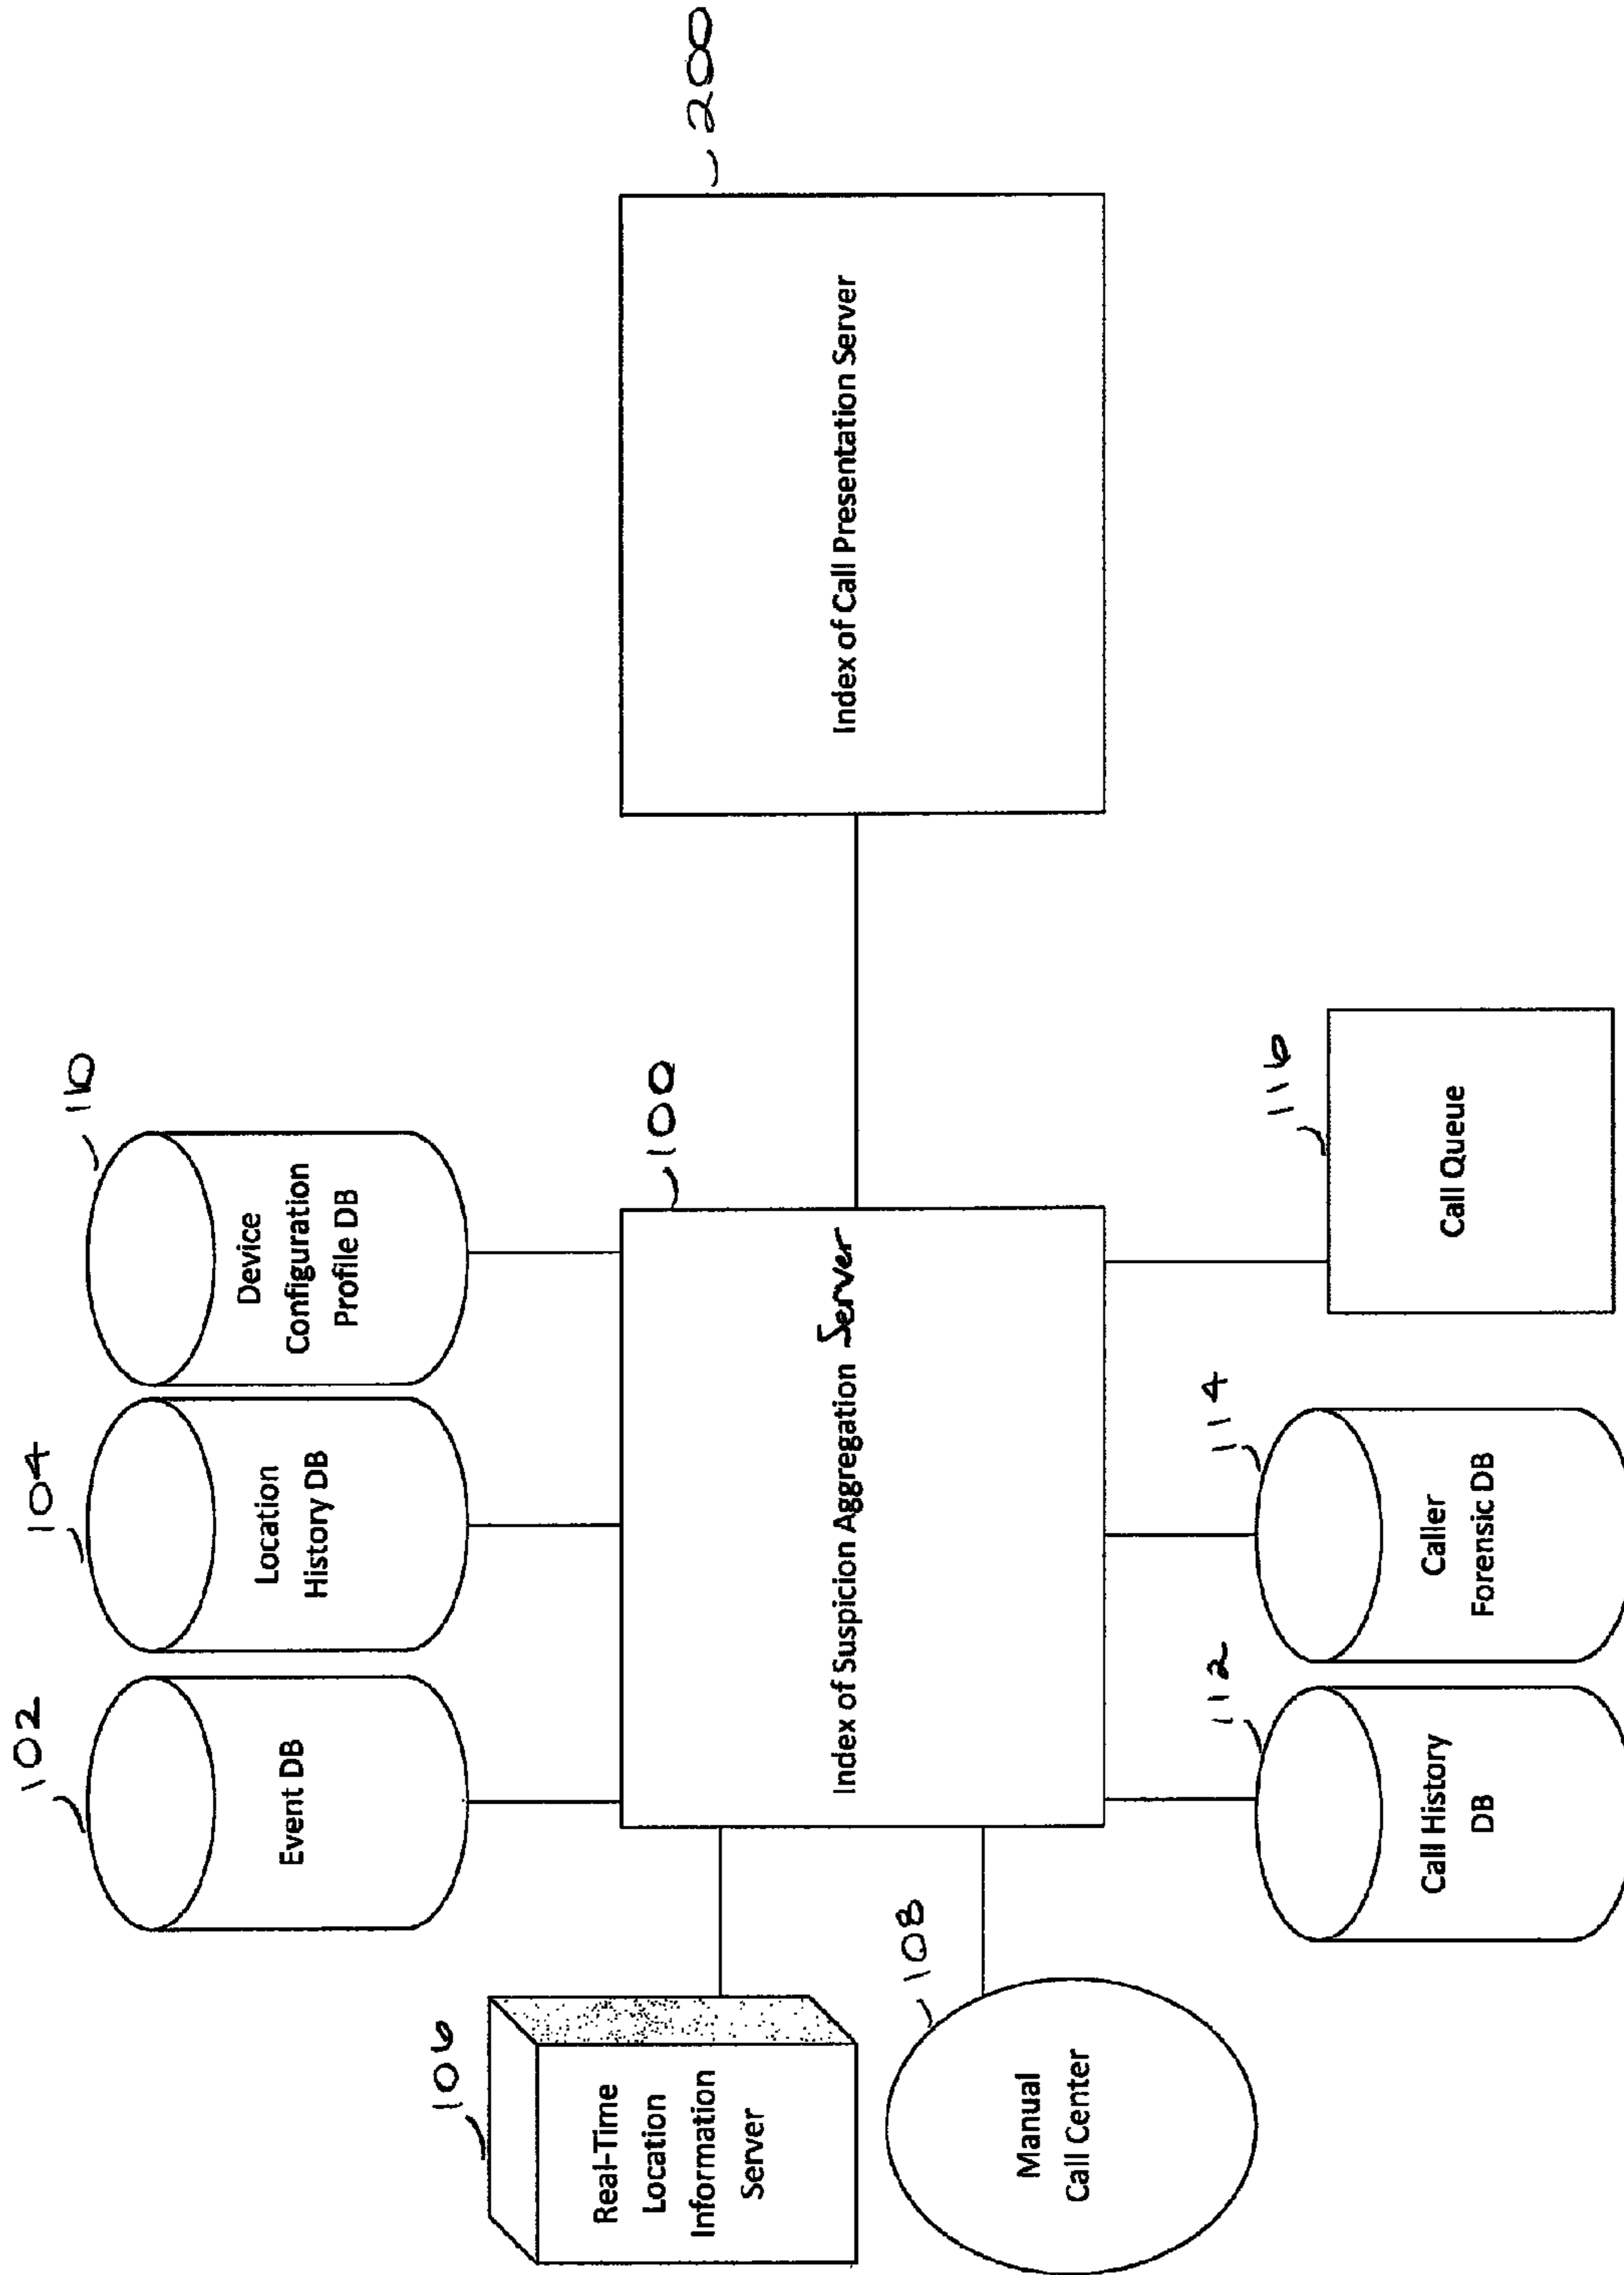 102
104
110
Event DB
Location
History DB
Device
Configuration
Profile DB
106
Real-Time
Location
Information
Server
100
Index of Suspicion Aggregation Server
200
Index of Call Presentation Server
108
Manual
Call Center
112
114
116
Call History
DB
Caller
Forensic DB
Call Queue